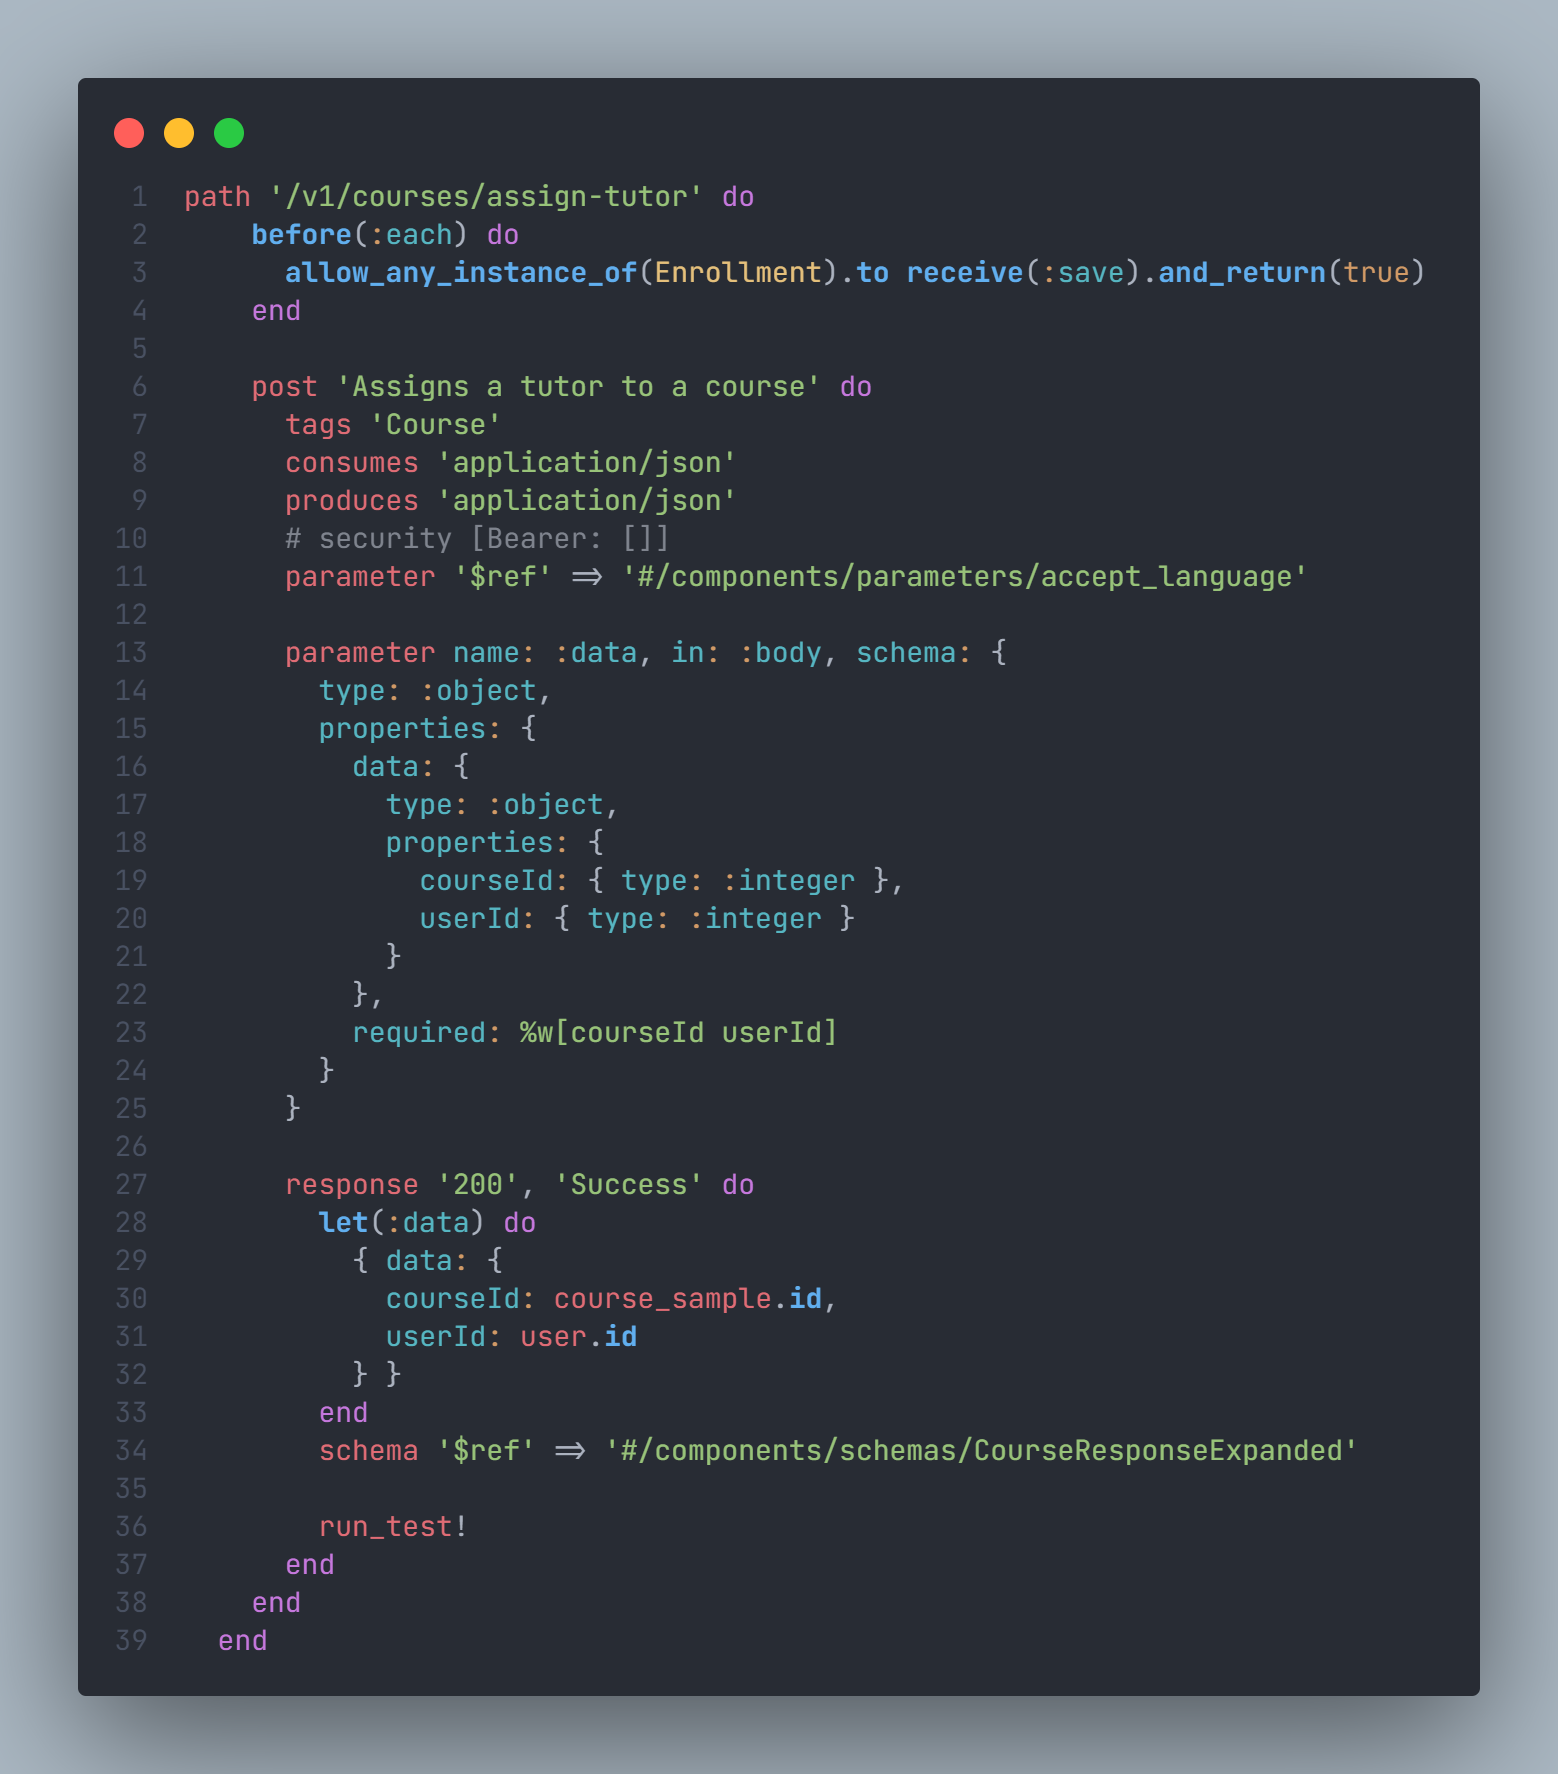 1 path '/v1/courses/assign-tutor' do
2     before(:each) do
3       allow_any_instance_of(Enrollment).to receive(:save).and_return(true)
4     end
5
6     post 'Assigns a tutor to a course' do
7       tags 'Course'
8       consumes 'application/json'
9       produces 'application/json'
10       # security [Bearer: []]
11       parameter '$ref' => '#/components/parameters/accept_language'
12
13       parameter name: :data, in: :body, schema: {
14         type: :object,
15         properties: {
16           data: {
17             type: :object,
18             properties: {
19               courseId: { type: :integer },
20               userId: { type: :integer }
21             }
22           },
23           required: %w[courseId userId]
24         }
25       }
26
27       response '200', 'Success' do
28         let(:data) do
29           { data: {
30             courseId: course_sample.id,
31             userId: user.id
32           } }
33         end
34         schema '$ref' => '#/components/schemas/CourseResponseExpanded'
35
36         run_test!
37       end
38     end
39   end